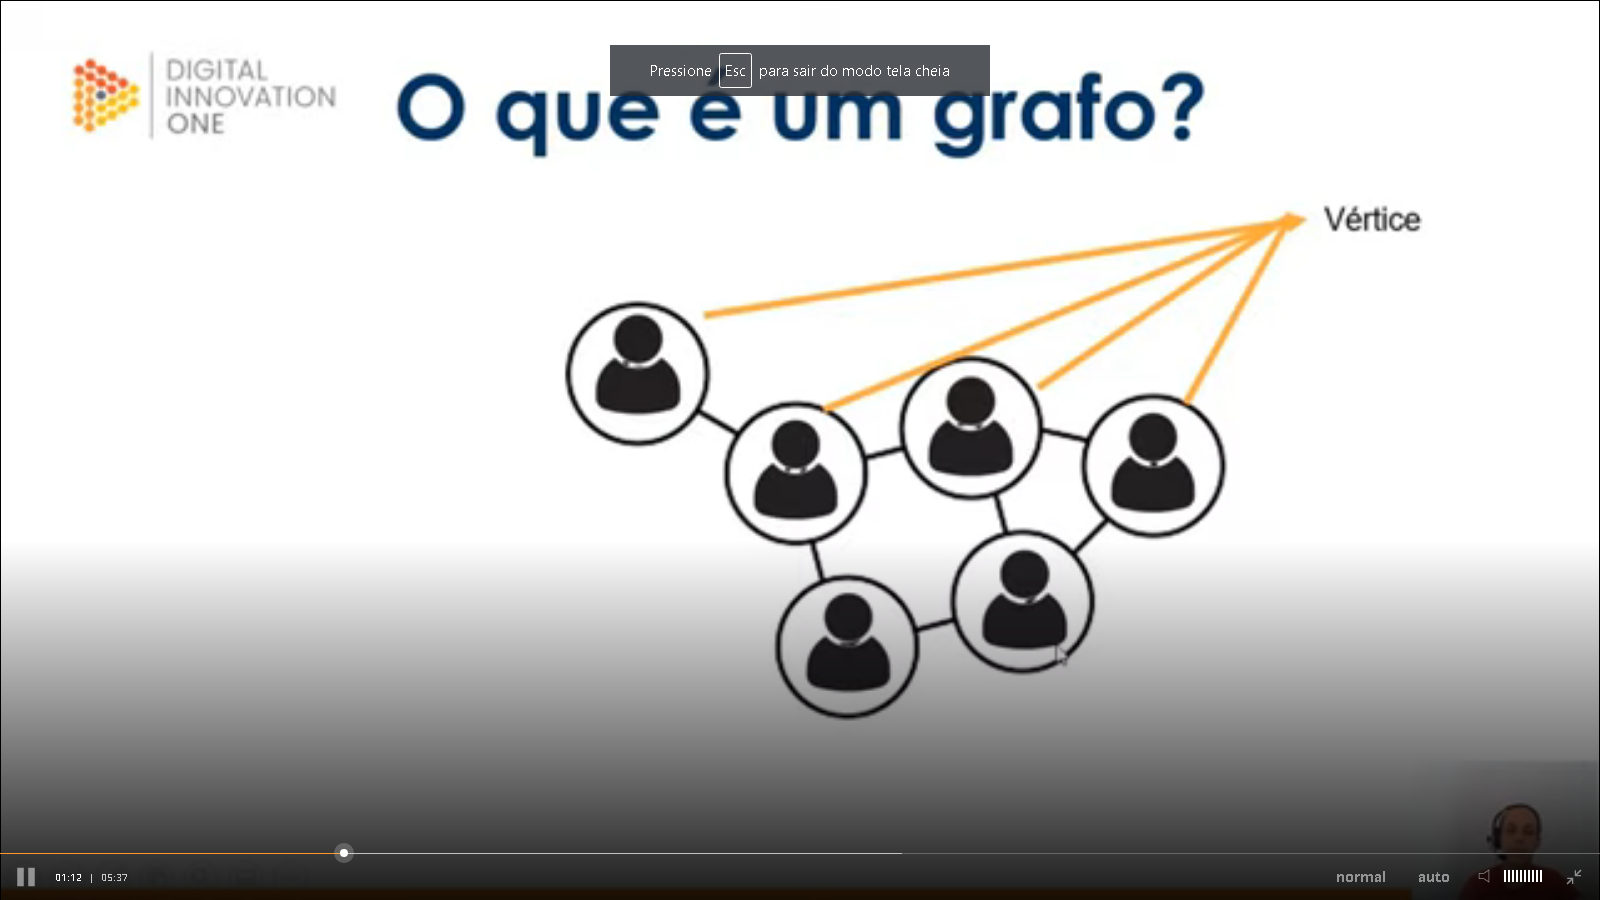 DIGITAL
INNOVATION
ONE
Pressione Esc para sair do modo tela cheia
O que é um grafo?
Vértice
01:12 | 05:37
normal
auto